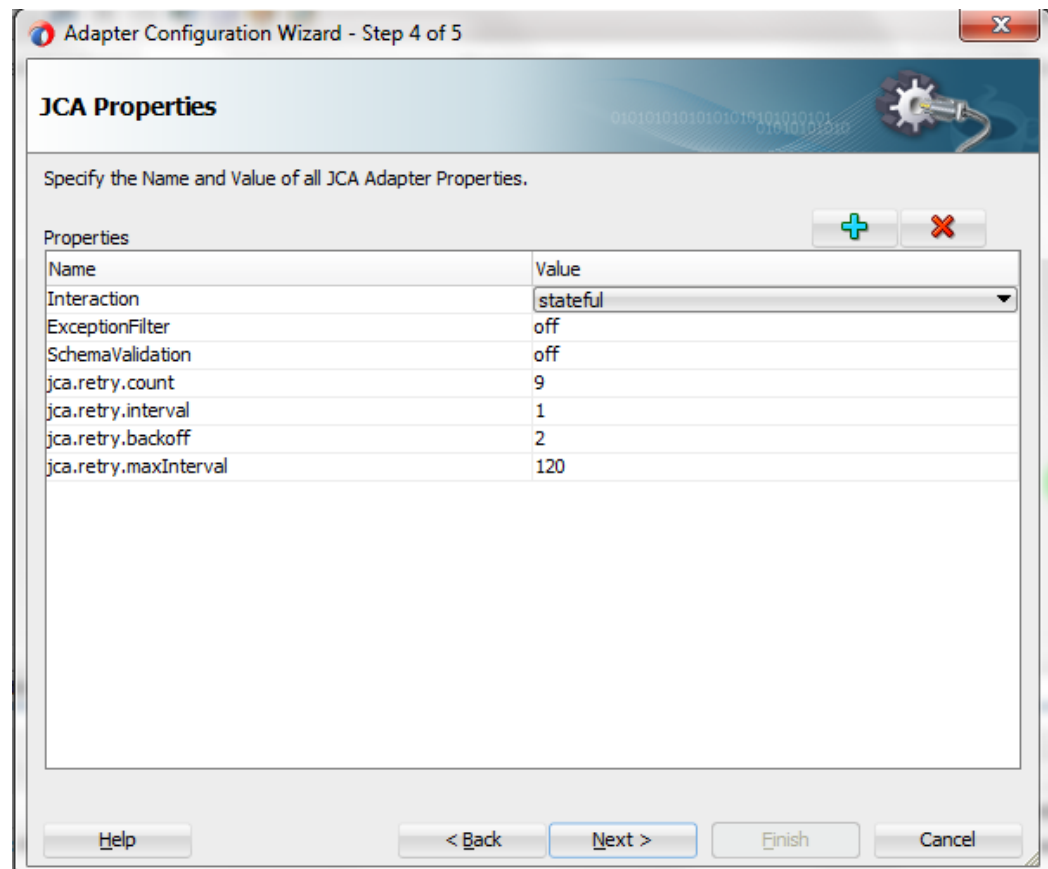 Adapter Configuration Wizard - Step 4 of 5
JCA Properties
Specify the Name and Value of all JCA Adapter Properties.
Properties
Name Value
Interaction stateful
ExceptionFilter off
SchemaValidation off
jca.retry.count 9
jca.retry.interval 1
jca.retry.backoff 2
jca.retry.maxInterval 120
Help < Back Next > Finish Cancel